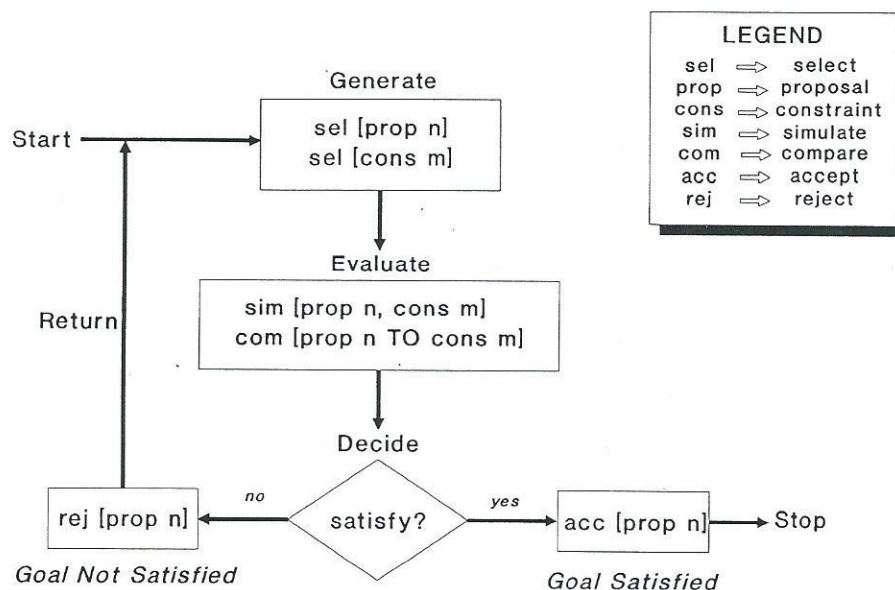 LEGEND
sel ⇒ select
prop ⇒ proposal
cons ⇒ constraint
sim ⇒ simulate
com ⇒ compare
acc ⇒ accept
rej ⇒ reject
Generate
Start
sel [prop n]
sel [cons m]
Evaluate
sim [prop n, cons m]
com [prop n TO cons m]
Return
Decide
satisfy?
no
yes
rej [prop n]
acc [prop n]
Stop
Goal Not Satisfied
Goal Satisfied